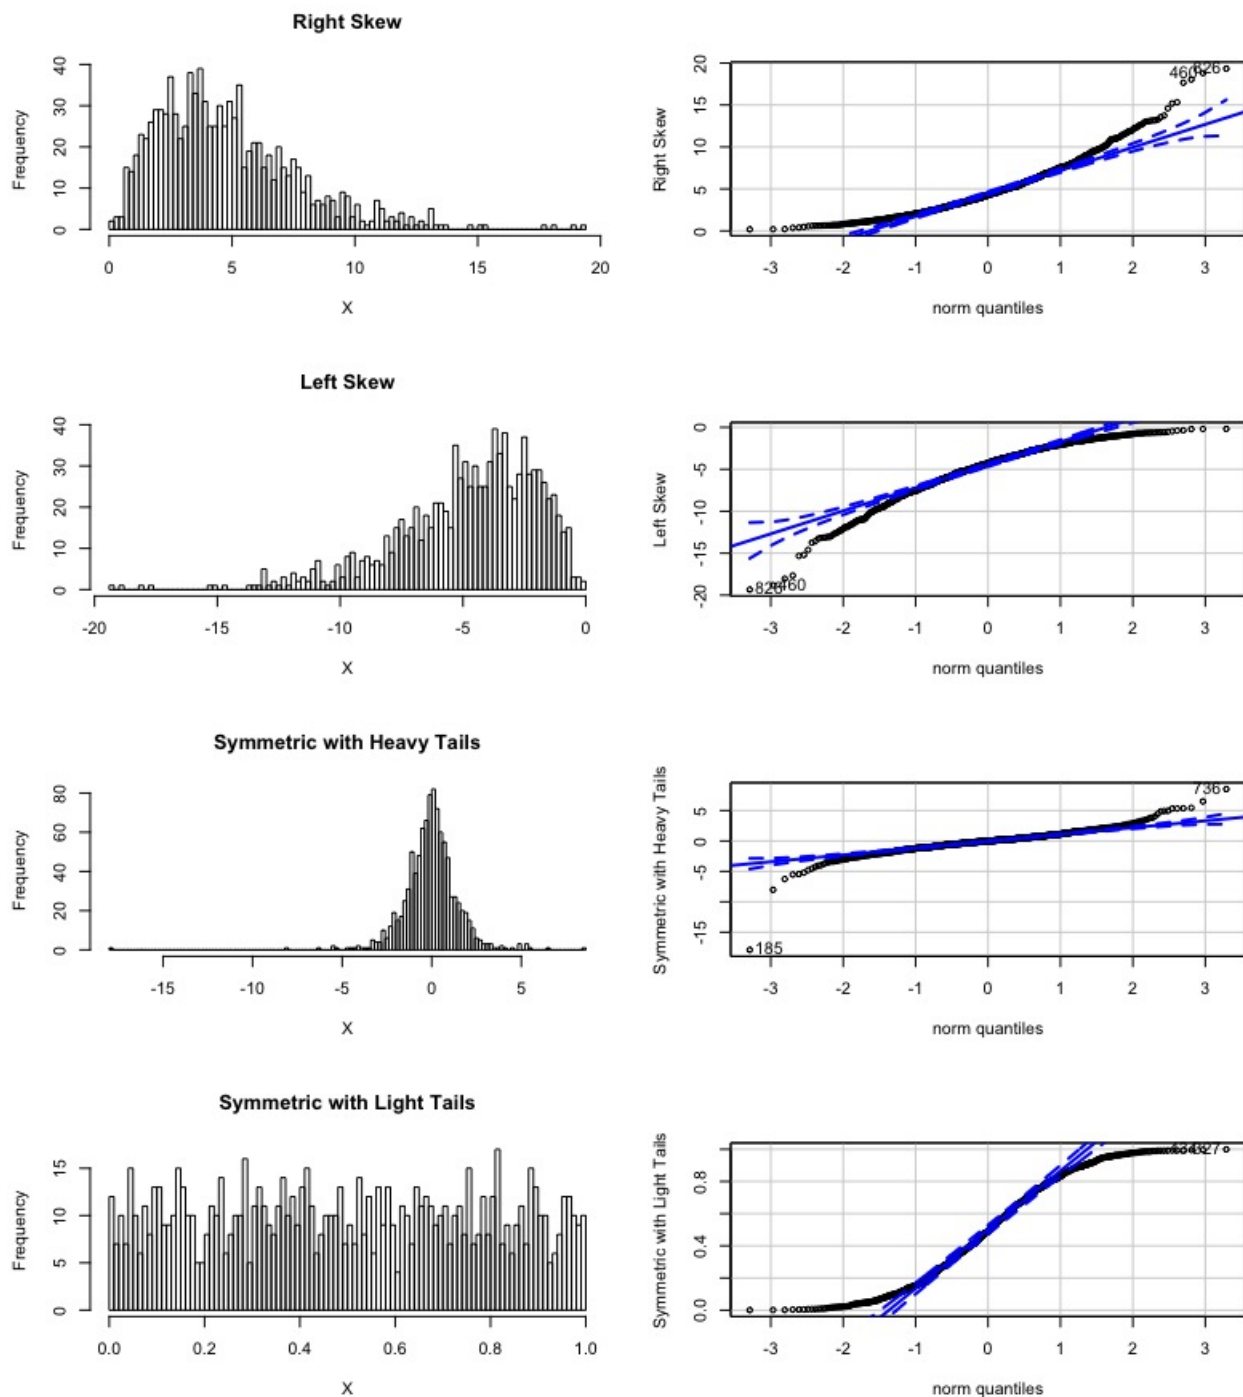 Right Skew
Frequency
0 10 20 30 40
0 5 10 15 20
X
Right Skew
0 5 10 15 20
460 826
-3 -2 -1 0 1 2 3
norm quantiles
Left Skew
Frequency
0 10 20 30 40
-20 -15 -10 -5 0
X
Left Skew
-20 -15 -10 -5 0
826 460
-3 -2 -1 0 1 2 3
norm quantiles
Symmetric with Heavy Tails
Frequency
0 20 40 60 80
-15 -10 -5 0 5
X
Symmetric with Heavy Tails
-15 -5 0 5
736
185
-3 -2 -1 0 1 2 3
norm quantiles
Symmetric with Light Tails
Frequency
0 5 10 15
0.0 0.2 0.4 0.6 0.8 1.0
X
Symmetric with Light Tails
0.0 0.4 0.8
-3 -2 -1 0 1 2 3
norm quantiles